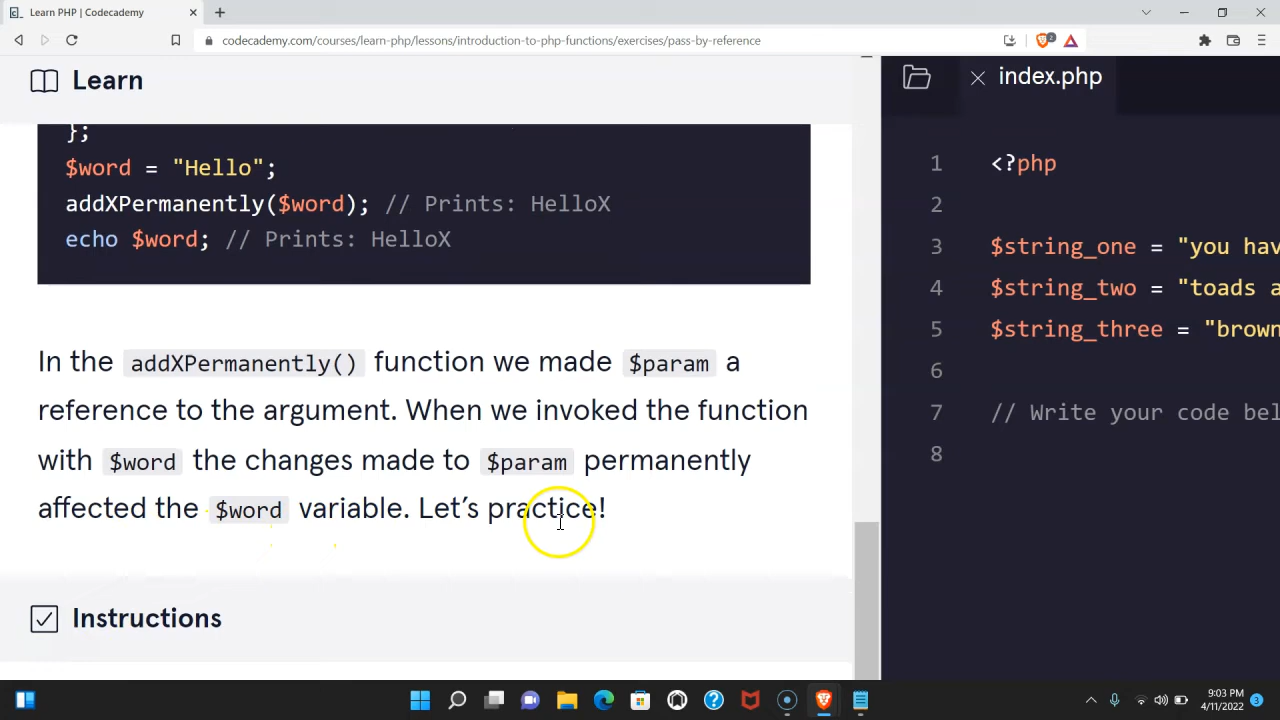 Learn PHP | Codecademy
codecademy.com/courses/learn-php/lessons/introduction-to-php-functions/exercises/pass-by-reference
2
Learn
};
$word = "Hello";
addXPermanently($word); // Prints: HelloX
echo $word; // Prints: HelloX
In the addXPermanently() function we made $param a
reference to the argument. When we invoked the function
with $word the changes made to $param permanently
affected the $word variable. Let's practice!
Instructions
index.php
1 <?php
2
3 $string_one = "you hav
4 $string_two = "toads a
5 $string_three = "brown
6
7 // Write your code bel
8
9:03 PM
4/11/2022
3